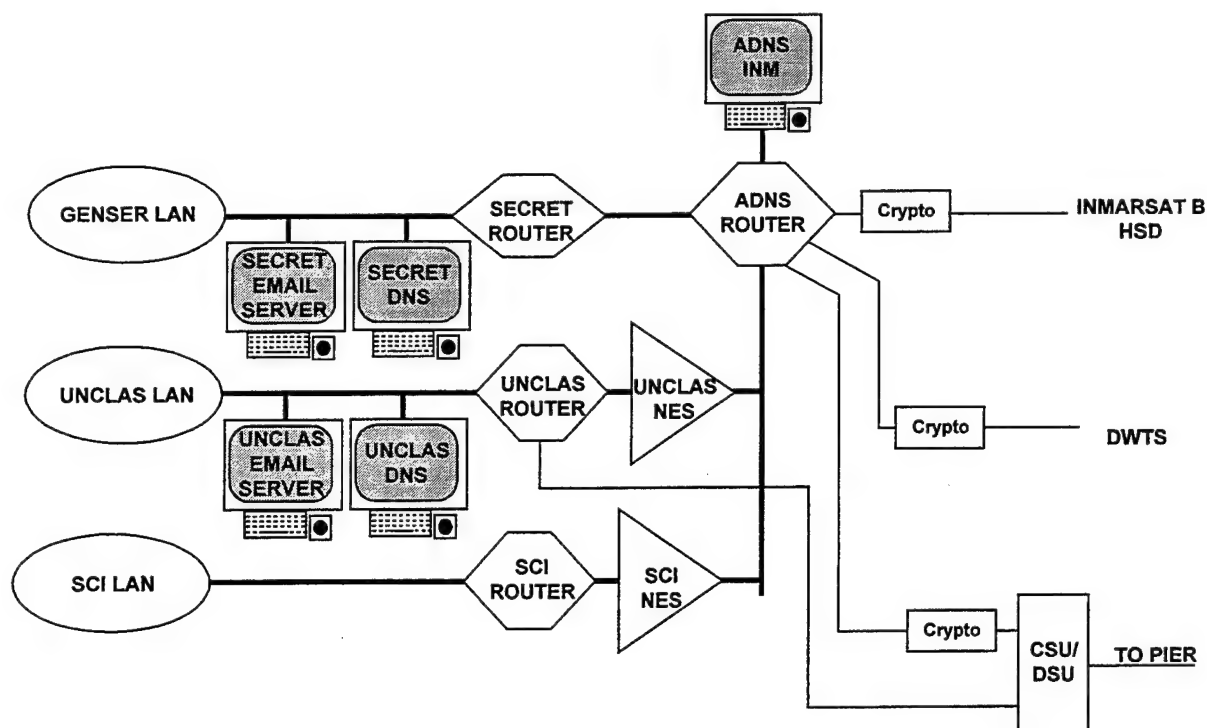 ADNS
INM
GENSER LAN
SECRET
ROUTER
ADNS
ROUTER
Crypto
INMARSAT B
HSD
SECRET
EMAIL
SERVER
SECRET
DNS
UNCLAS LAN
UNCLAS
ROUTER
UNCLAS
NES
Crypto
DWTS
UNCLAS
EMAIL
SERVER
UNCLAS
DNS
SCI LAN
SCI
ROUTER
SCI
NES
Crypto
CSU/
DSU
TO PIER